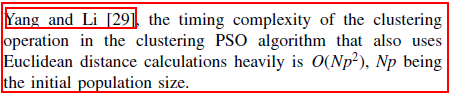 Yang and Li [29], the timing complexity of the clustering
operation in the clustering PSO algorithm that also uses
Euclidean distance calculations heavily is O(Np²), Np being
the initial population size.